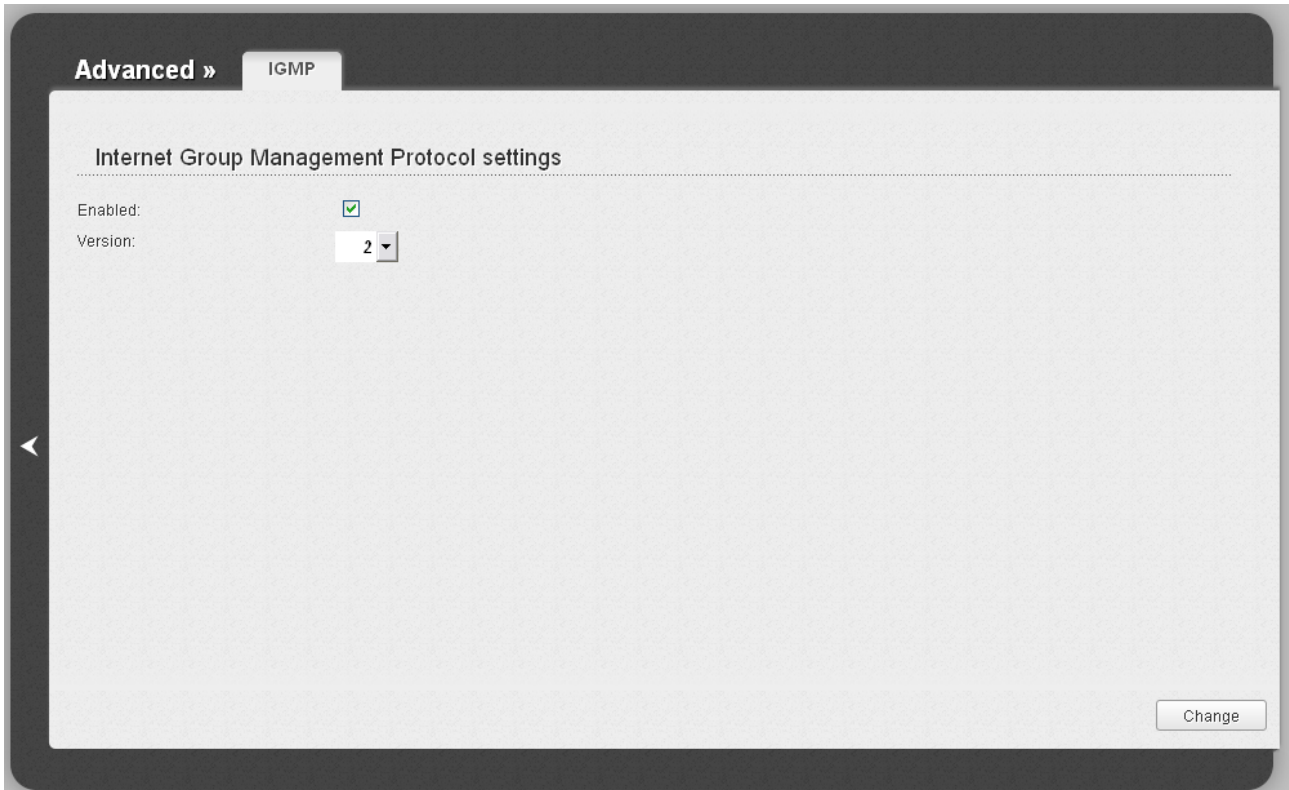 Advanced »
IGMP
Internet Group Management Protocol settings
Enabled:
Version:
2
Change